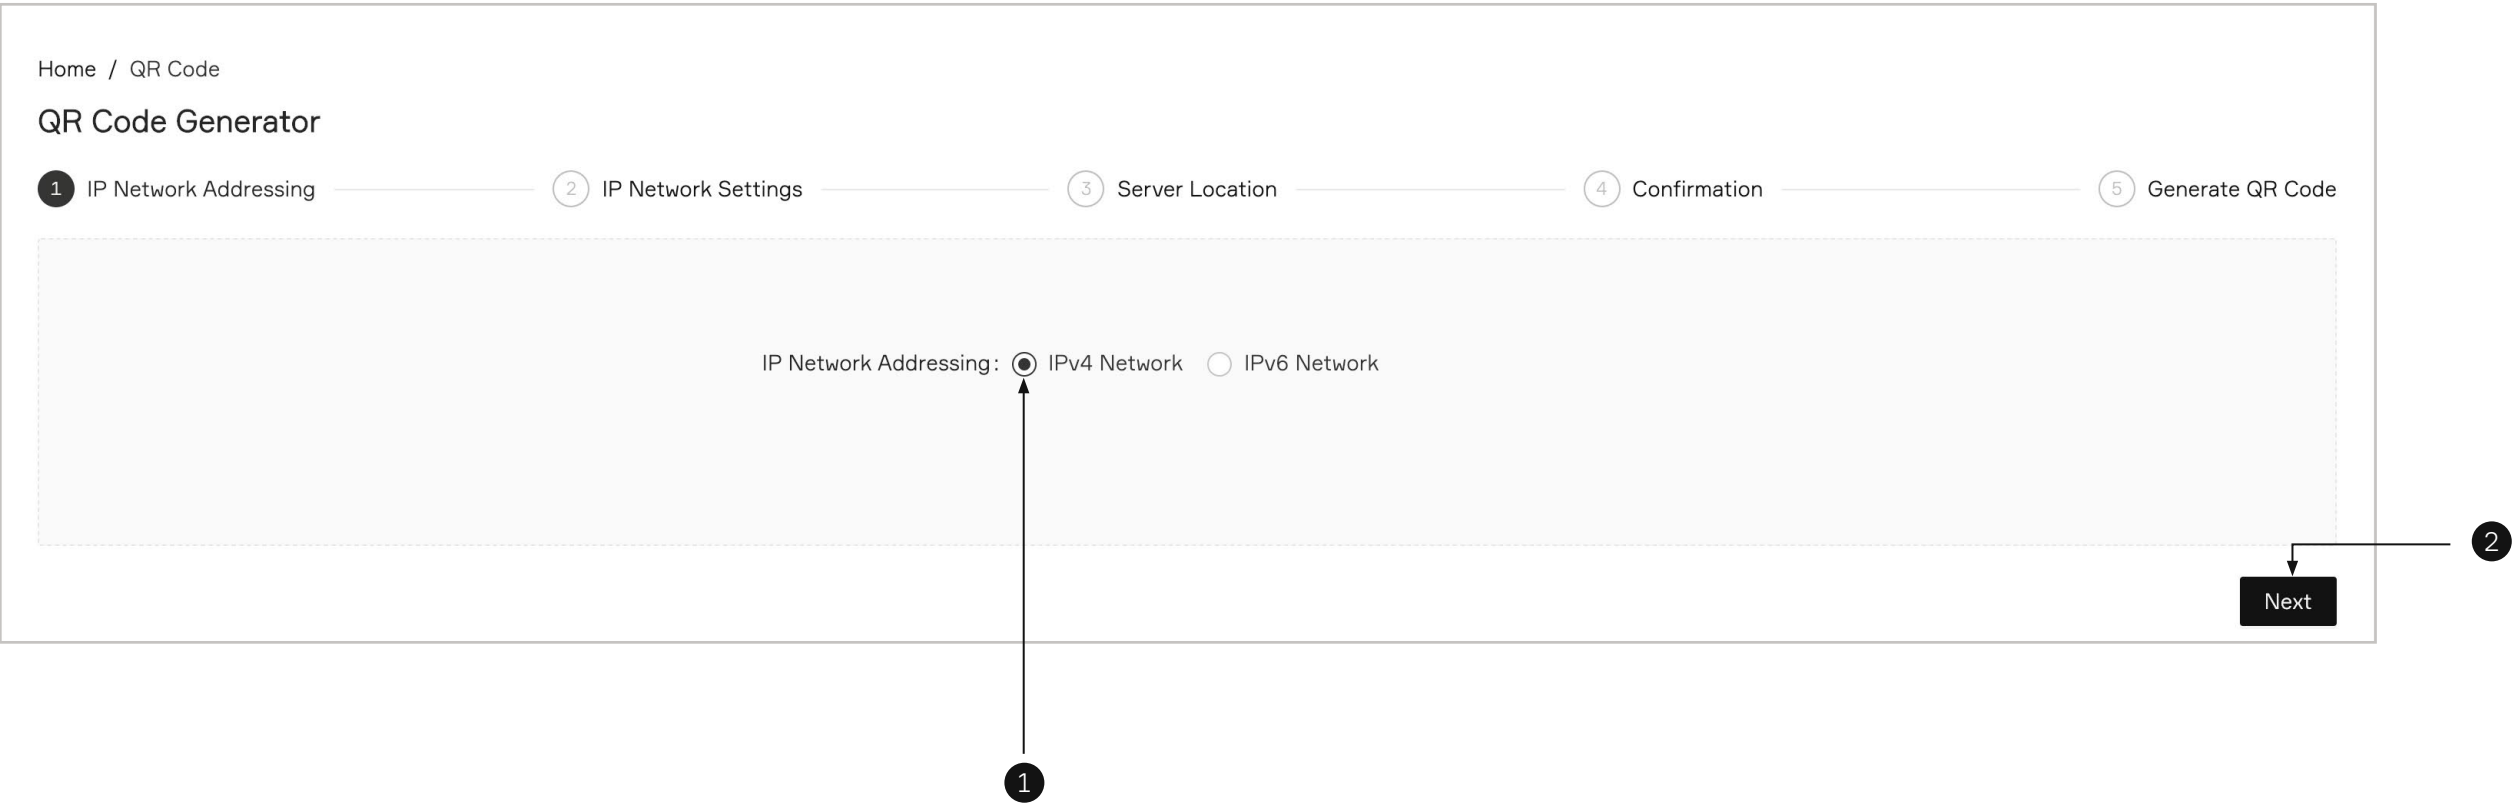 Home / QR Code
QR Code Generator
1 IP Network Addressing 2 IP Network Settings 3 Server Location 4 Confirmation 5 Generate QR Code
IP Network Addressing: IPv4 Network IPv6 Network
2
Next
1